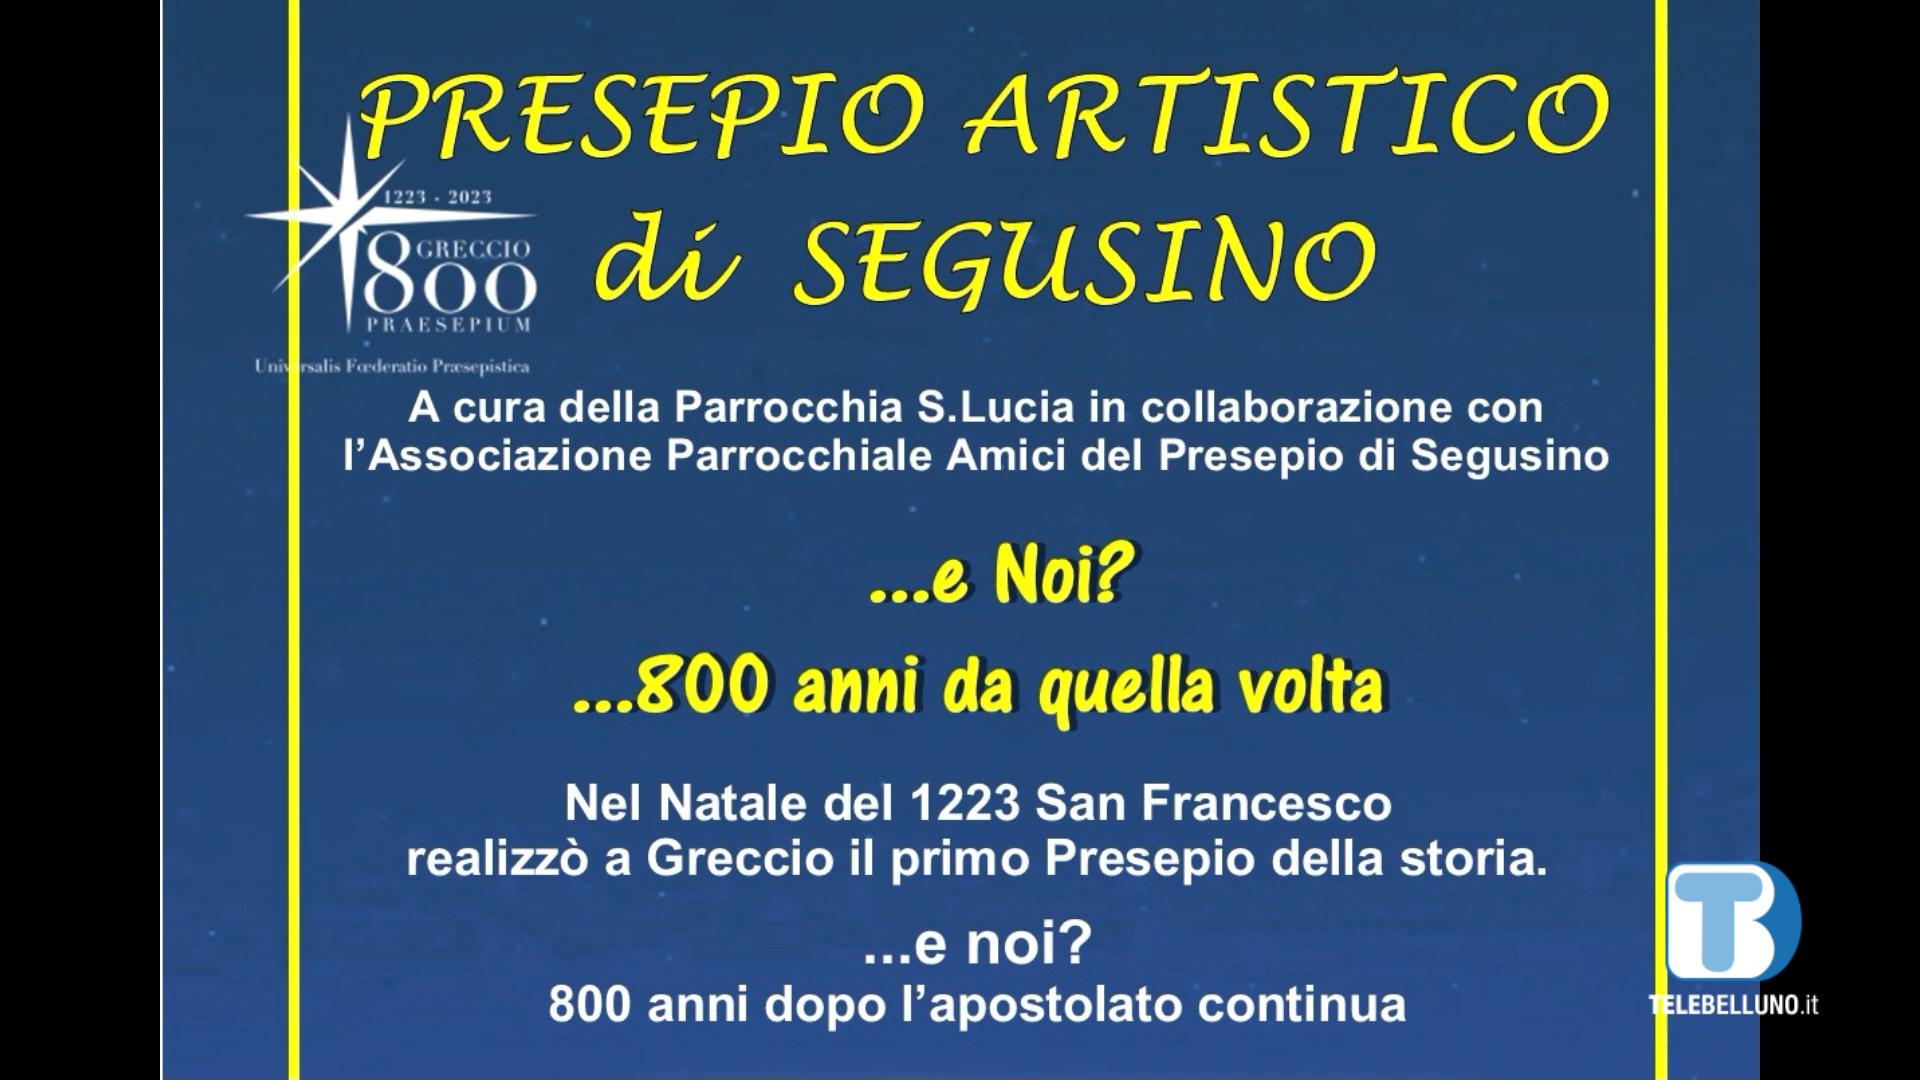 PRESEPIO ARTISTICO
di SEGUSINO
1223 - 2023
GRECCIO
800
PRAESEPIUM
Universalis Fœderatio Præsepistica
A cura della Parrocchia S.Lucia in collaborazione con
l’Associazione Parrocchiale Amici del Presepio di Segusino
...e Noi?
...800 anni da quella volta
Nel Natale del 1223 San Francesco
realizzò a Greccio il primo Presepio della storia.
...e noi?
800 anni dopo l’apostolato continua
TB
TELEBELLUNO.it